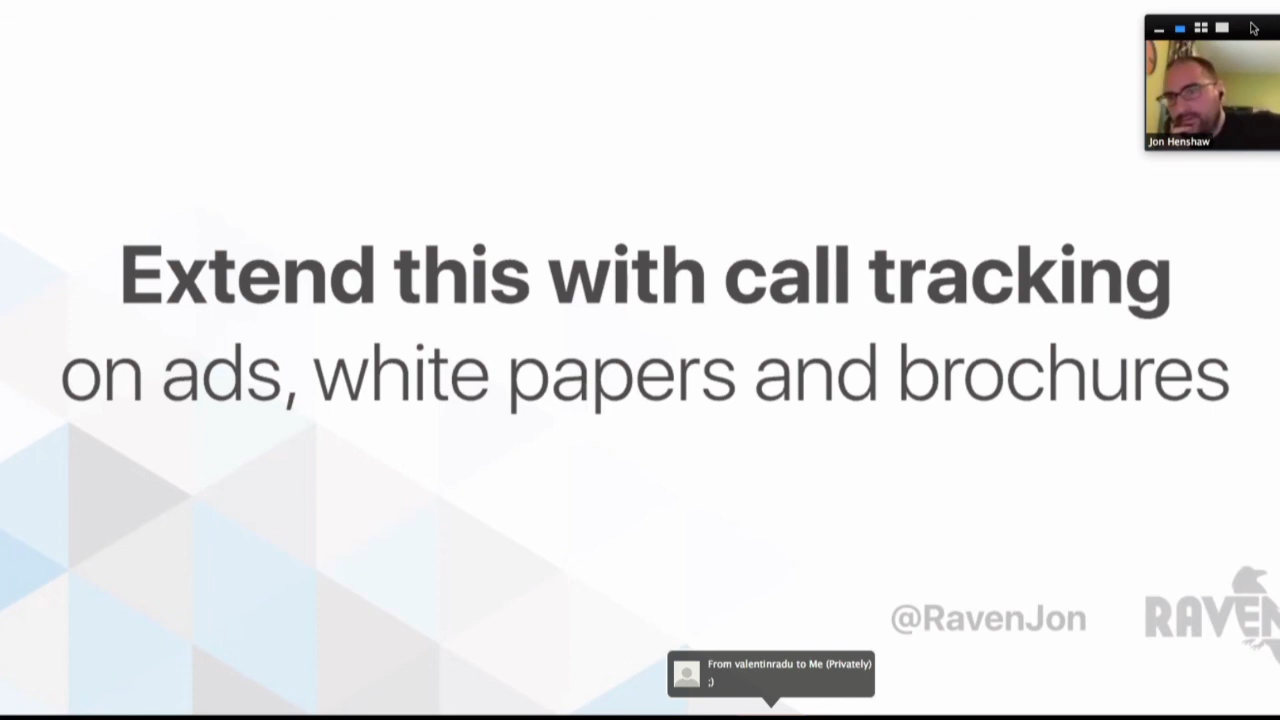 Jon Henshaw
Extend this with call tracking
on ads, white papers and brochures
@RavenJon
RAVEN
From valentinradu to Me (Privately)
;)